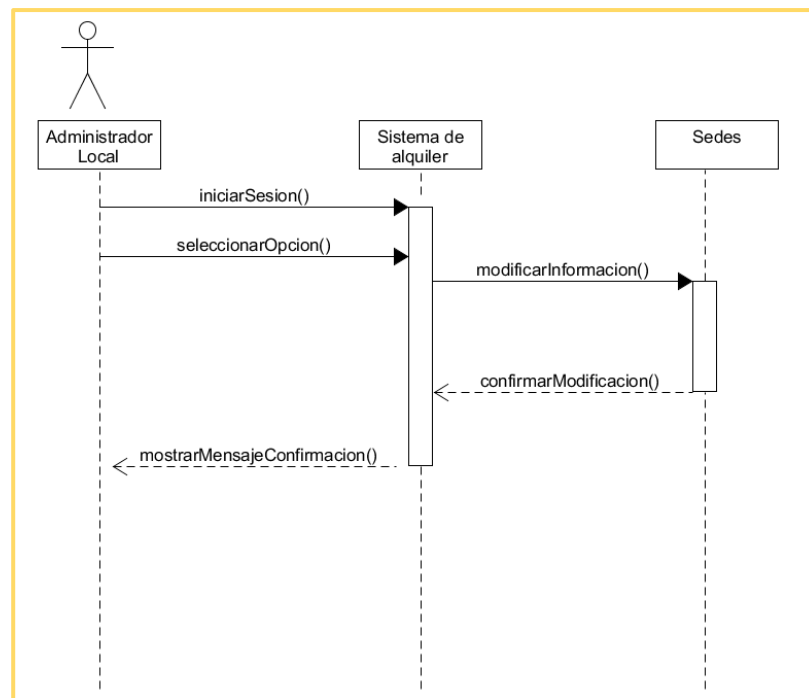 Administrador
Local
Sistema de
alquiler
Sedes
iniciarSesion()
seleccionarOpcion()
modificarInformacion()
confirmarModificacion()
mostrarMensajeConfirmacion()